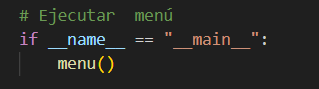 # Ejecutar  menú
if __name__ == "__main__":
    menu()